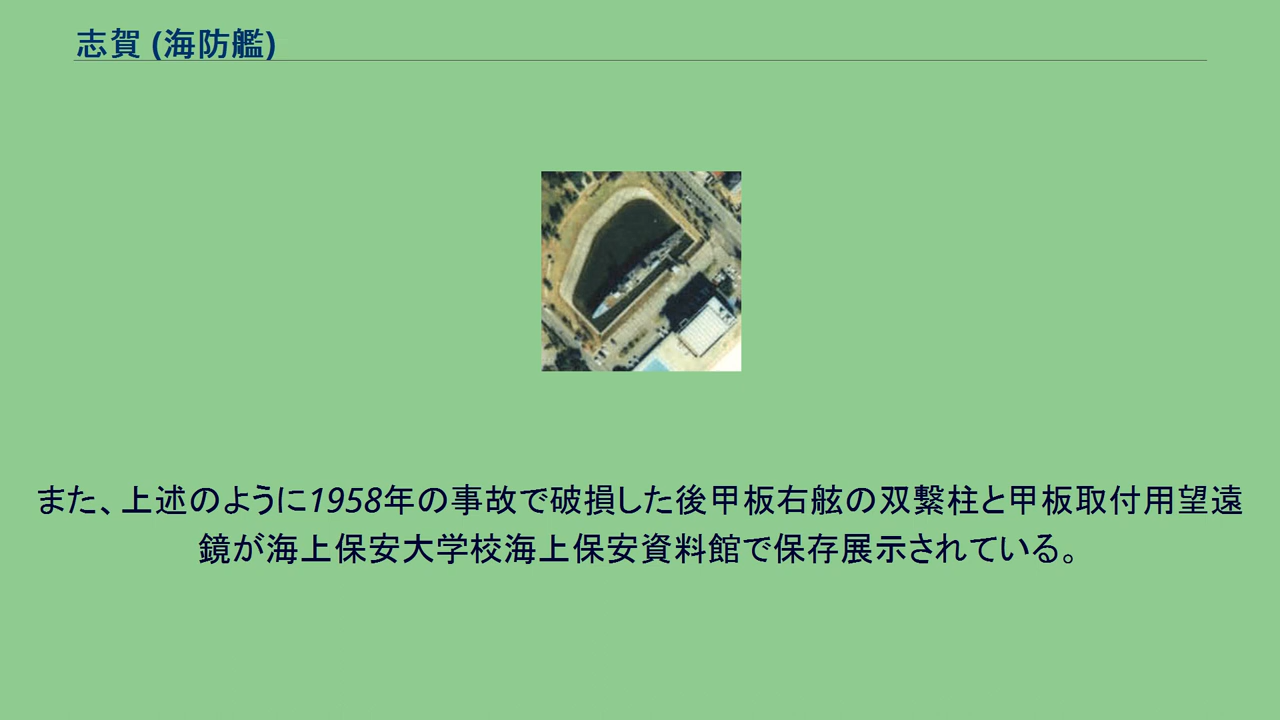 志賀 (海防艦)
また、上述のように1958年の事故で破損した後甲板右舷の双繋柱と甲板取付用望遠
鏡が海上保安大学校海上保安資料館で保存展示されている。